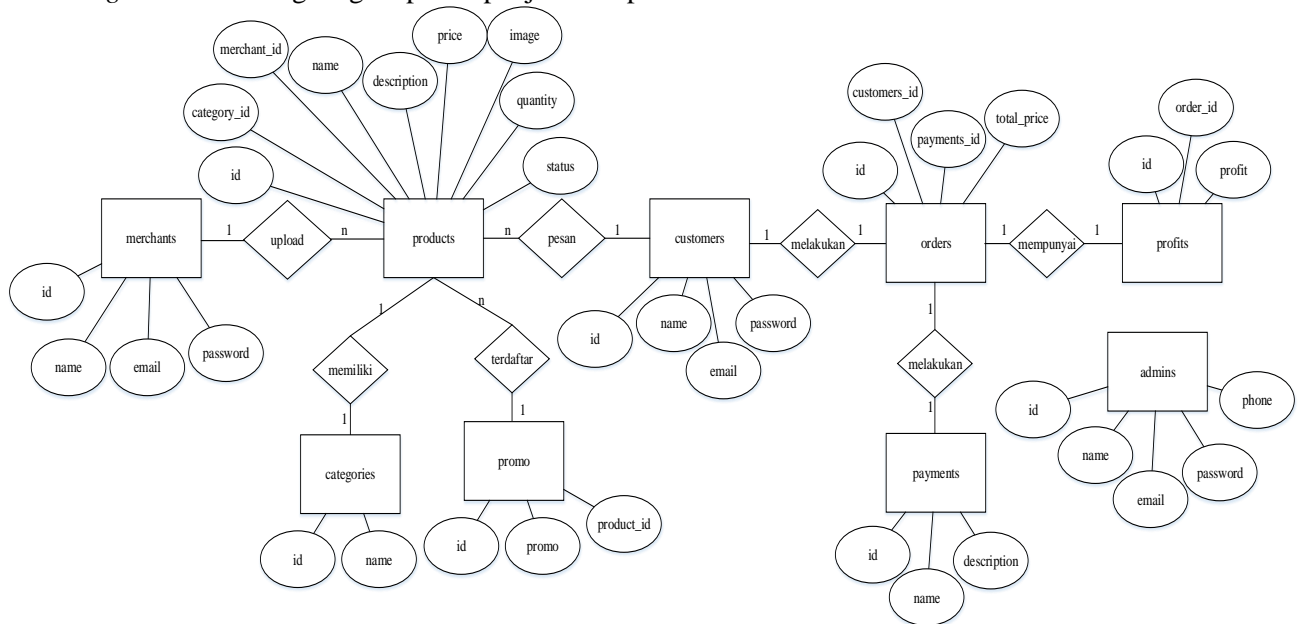 price
image
merchant_id
name
description
quantity
category_id
status
id
merchants
1
upload
n
products
n
pesan
1
customers
1
melakukan
1
orders
1
mempunyai
1
profits
customers_id
payments_id
total_price
id
order_id
id
profit
id
name
email
password
1
n
memiliki
terdaftar
1
1
categories
promo
id
name
id
promo
product_id
id
name
email
password
1
melakukan
1
payments
id
name
description
admins
id
name
email
password
phone